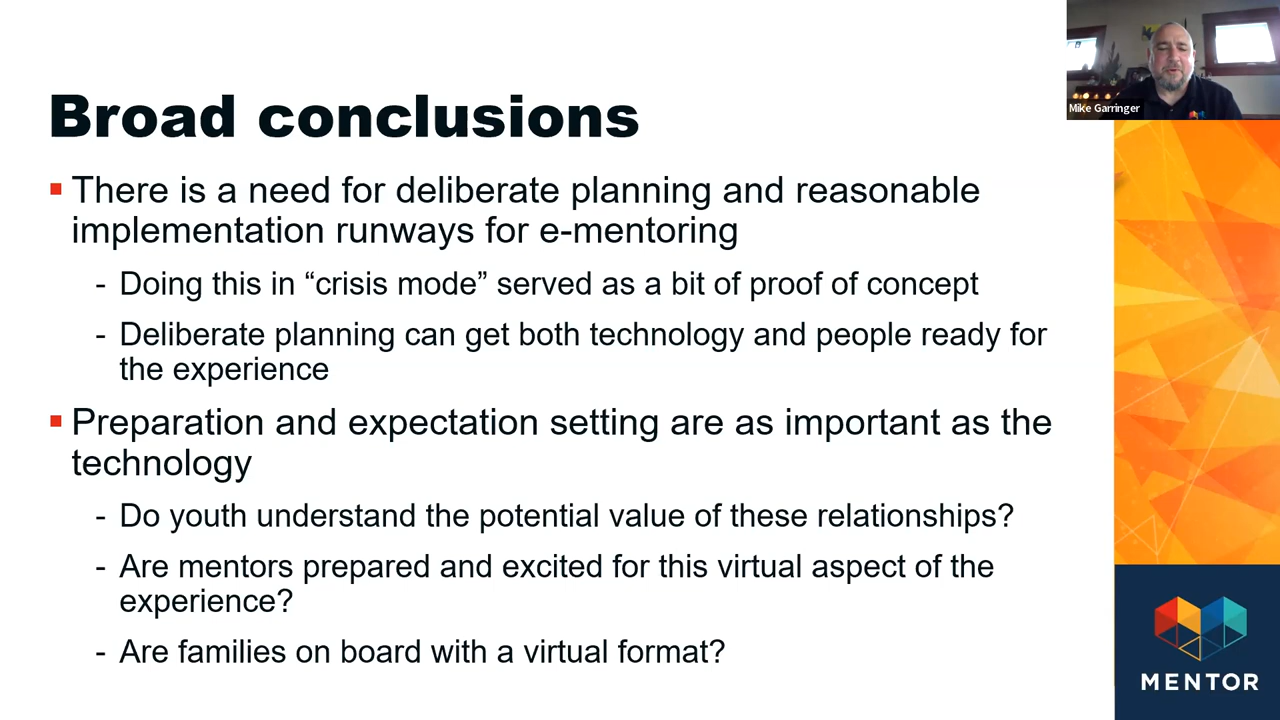 Mike Garringer
Broad conclusions
▪ There is a need for deliberate planning and reasonable
implementation runways for e-mentoring
- Doing this in “crisis mode” served as a bit of proof of concept
- Deliberate planning can get both technology and people ready for
the experience
▪ Preparation and expectation setting are as important as the
technology
- Do youth understand the potential value of these relationships?
- Are mentors prepared and excited for this virtual aspect of the
experience?
- Are families on board with a virtual format?
MENTOR